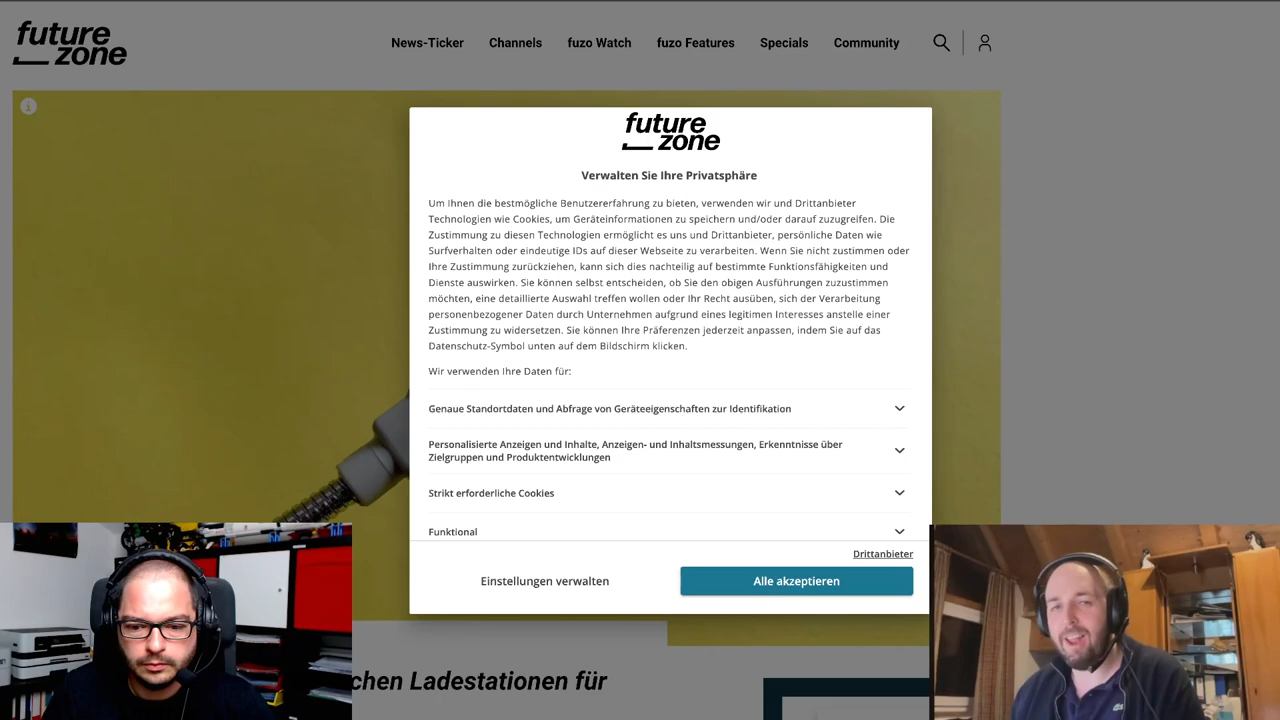 future
zone
News-Ticker
Channels
fuzo Watch
fuzo Features
Specials
Community
i
future
zone
Verwalten Sie Ihre Privatsphäre
Um Ihnen die bestmögliche Benutzererfahrung zu bieten, verwenden wir und Drittanbieter
Technologien wie Cookies, um Geräteinformationen zu speichern und/oder darauf zuzugreifen. Die
Zustimmung zu diesen Technologien ermöglicht es uns und Drittanbieter, persönliche Daten wie
Surfverhalten oder eindeutige IDs auf dieser Webseite zu verarbeiten. Wenn Sie nicht zustimmen oder
Ihre Zustimmung zurückziehen, kann sich dies nachteilig auf bestimmte Funktionsfähigkeiten und
Dienste auswirken. Sie können selbst entscheiden, ob Sie den obigen Ausführungen zuzustimmen
möchten, eine detaillierte Auswahl treffen wollen oder Ihr Recht ausüben, sich der Verarbeitung
personenbezogener Daten durch Unternehmen aufgrund eines legitimen Interesses anstelle einer
Zustimmung zu widersetzen. Sie können Ihre Präferenzen jederzeit anpassen, indem Sie auf das
Datenschutz-Symbol unten auf dem Bildschirm klicken.
Wir verwenden Ihre Daten für:
Genaue Standortdaten und Abfrage von Geräteeigenschaften zur Identifikation
Personalisierte Anzeigen und Inhalte, Anzeigen- und Inhaltsmessungen, Erkenntnisse über
Zielgruppen und Produktentwicklungen
Strikt erforderliche Cookies
Funktional
Drittanbieter
Einstellungen verwalten
Alle akzeptieren
chen Ladestationen für